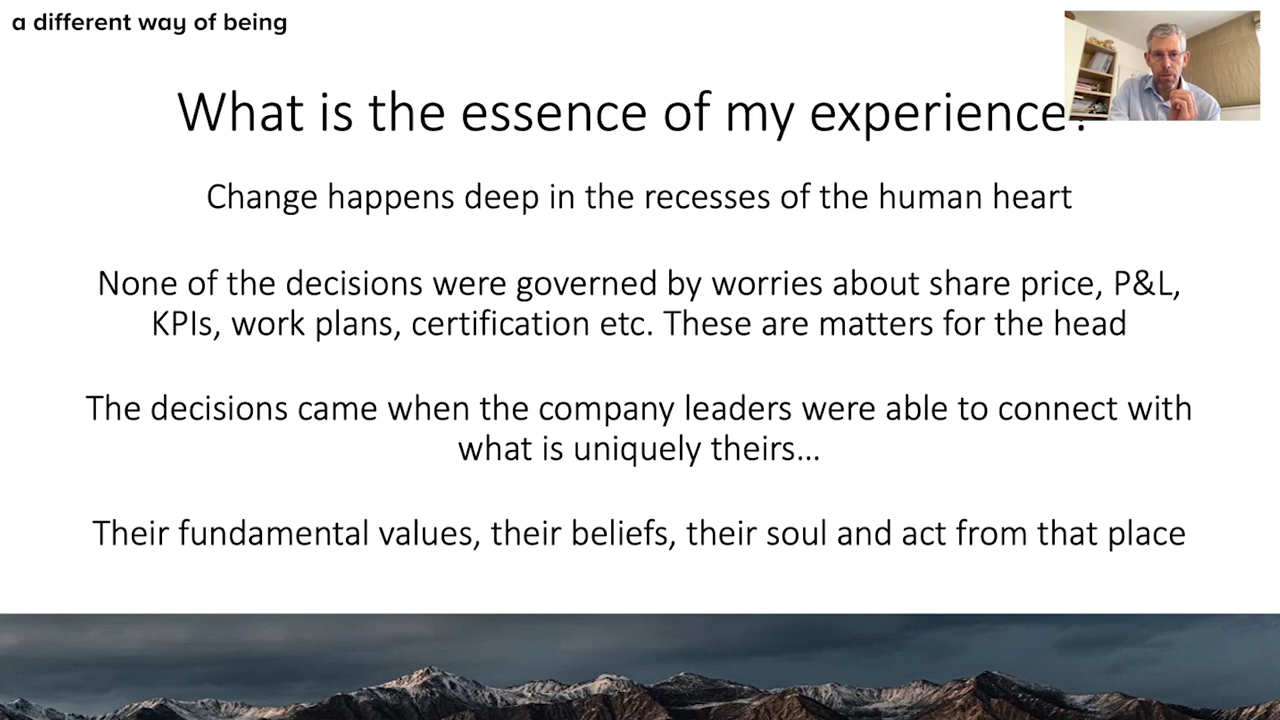 a different way of being
What is the essence of my experience?
Change happens deep in the recesses of the human heart
None of the decisions were governed by worries about share price, P&L,
KPIs, work plans, certification etc. These are matters for the head
The decisions came when the company leaders were able to connect with
what is uniquely theirs...
Their fundamental values, their beliefs, their soul and act from that place